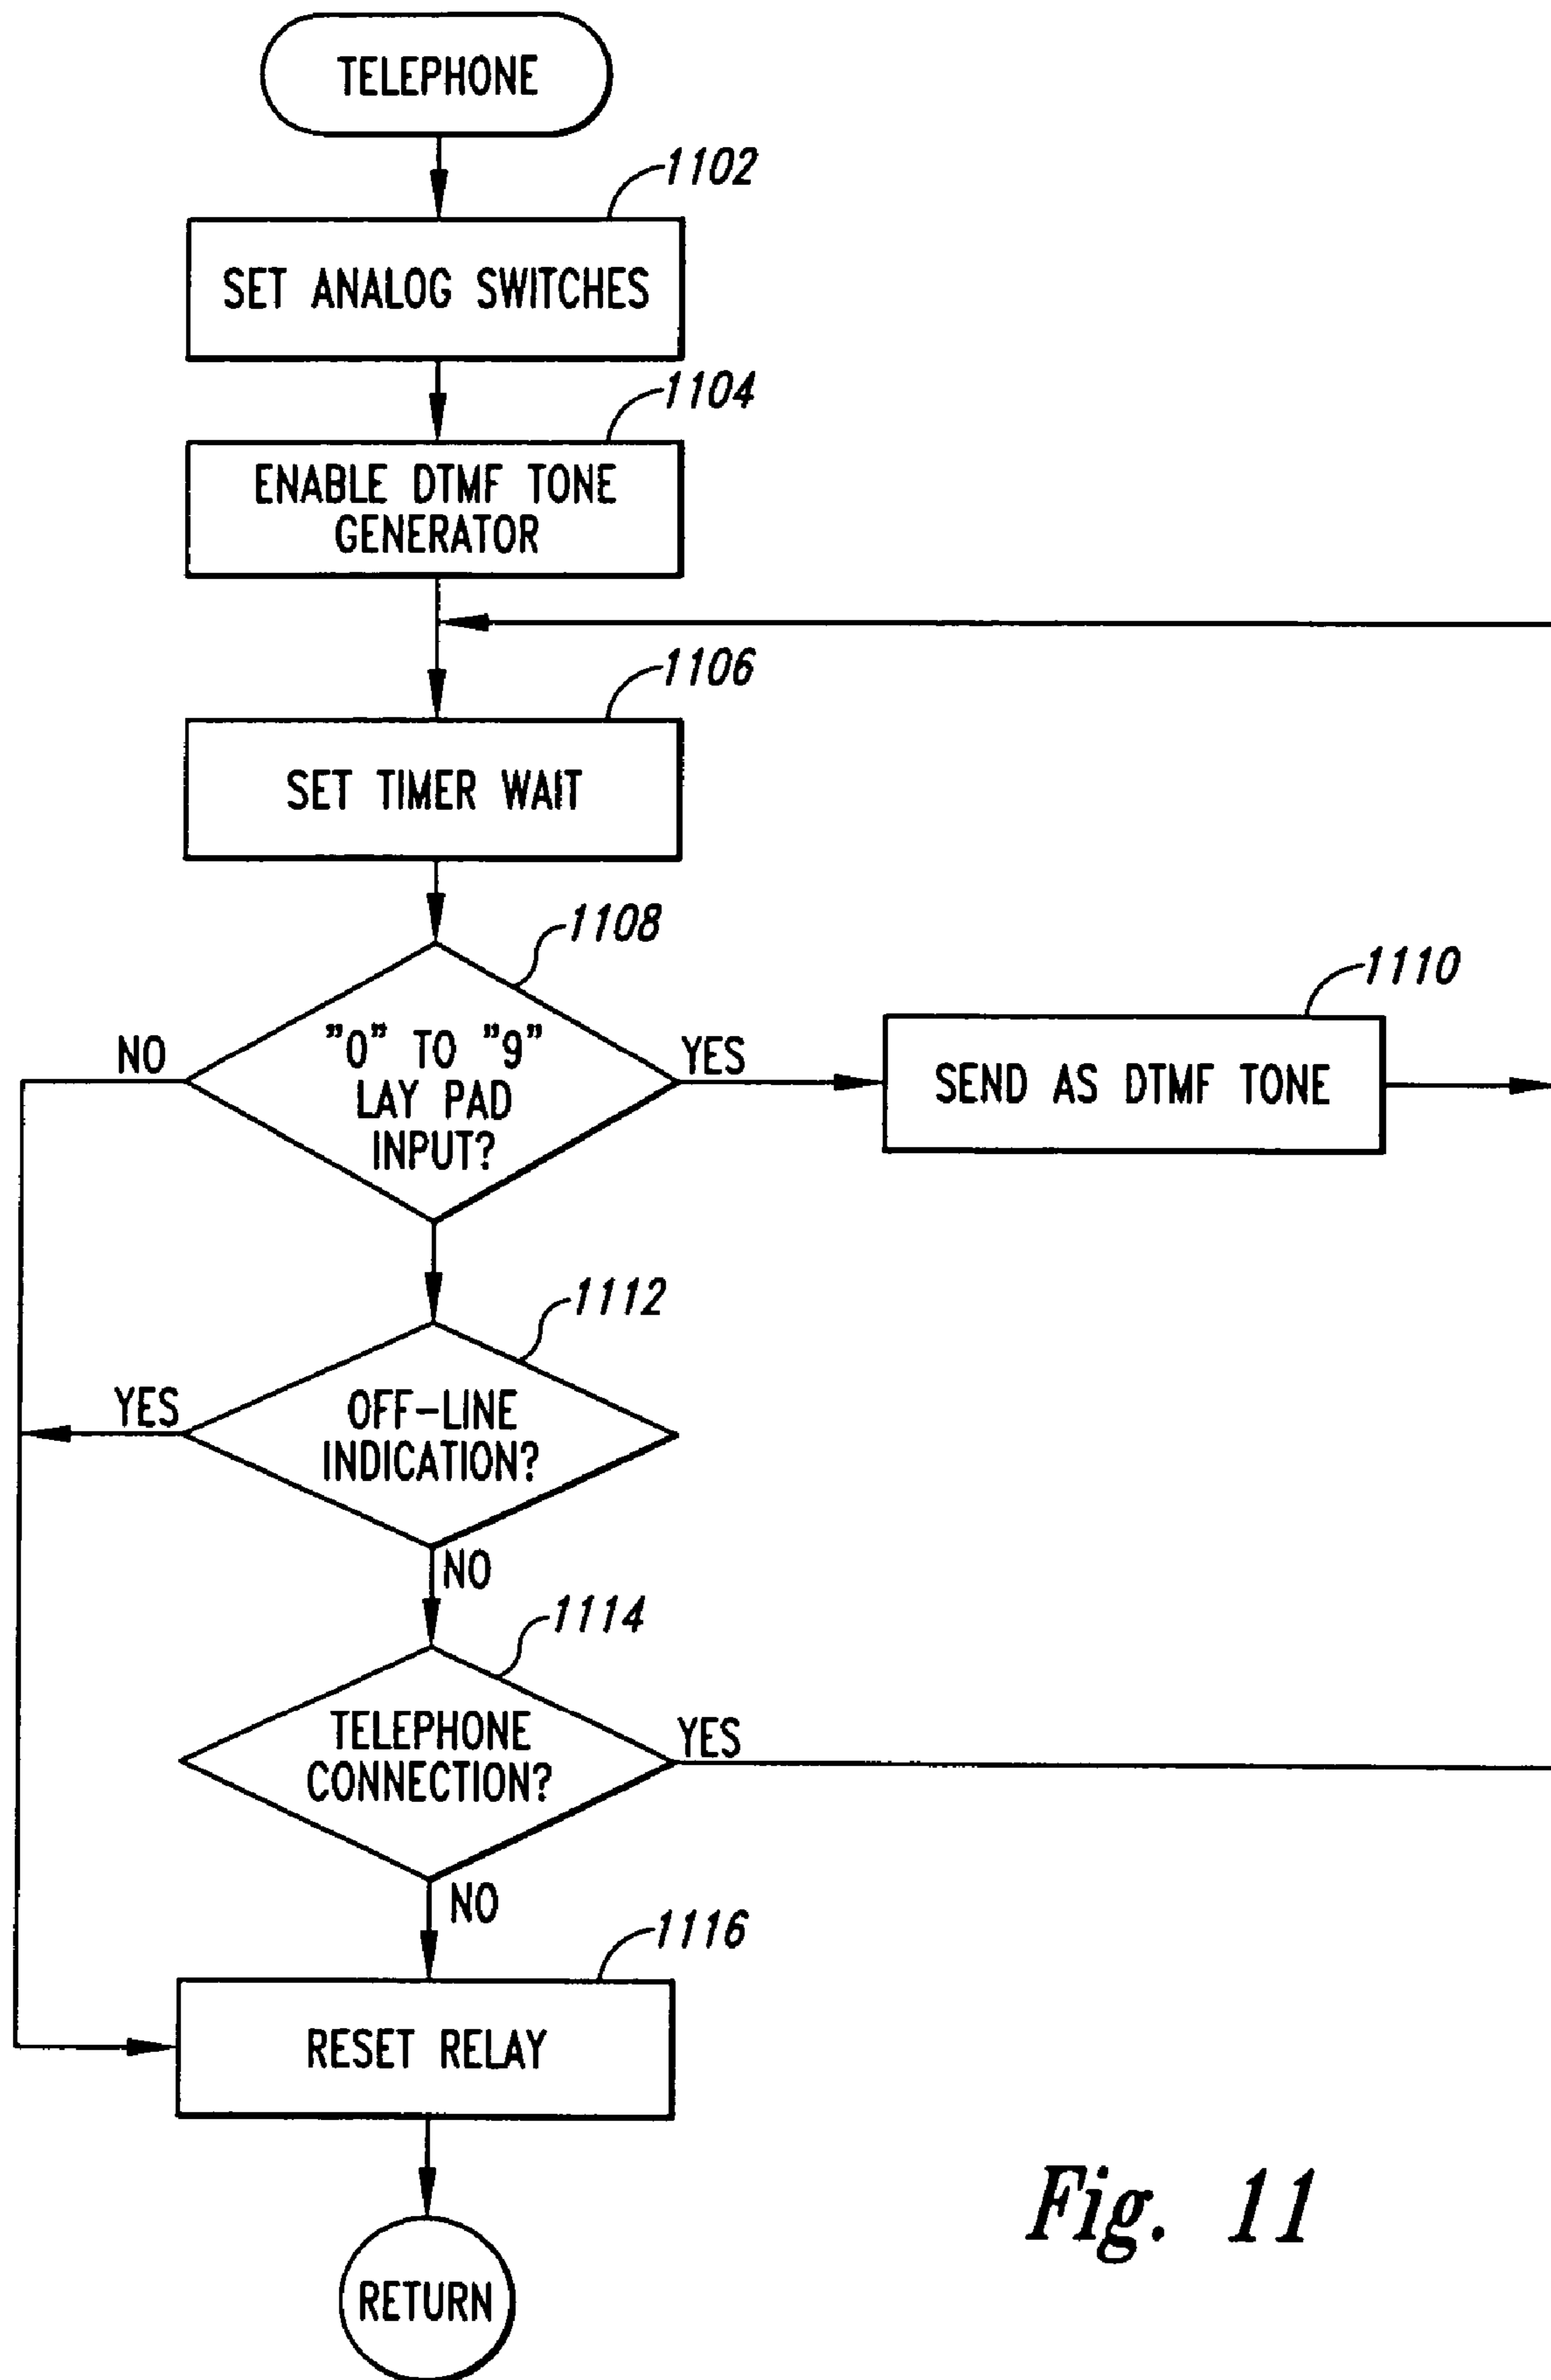 TELEPHONE
1102
SET ANALOG SWITCHES
1104
ENABLE DTMF TONE
GENERATOR
1106
SET TIMER WAIT
1108
"0" TO "9"
LAY PAD
INPUT?
NO
YES
1110
SEND AS DTMF TONE
1112
OFF-LINE
INDICATION?
YES
NO
1114
TELEPHONE
CONNECTION?
YES
NO
1116
RESET RELAY
RETURN
Fig. 11